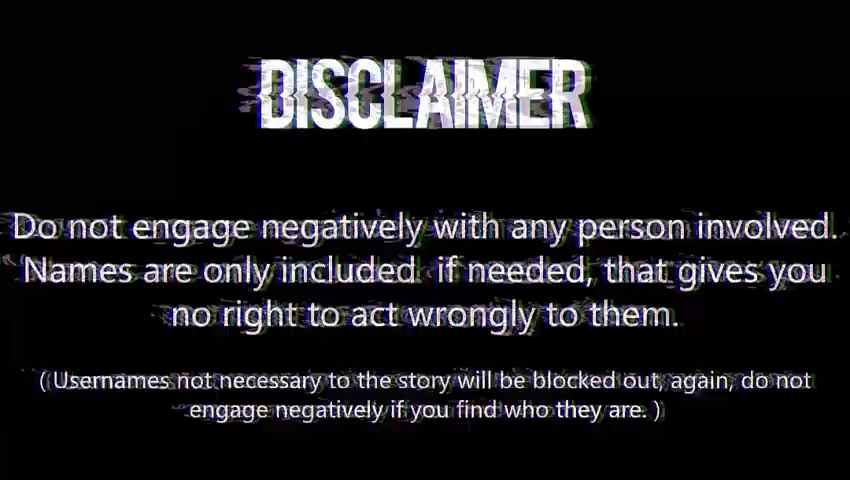 DISCLAIMER
Do not engage negatively with any person involved.
Names are only included if needed, that gives you
no right to act wrongly to them.
( Usernames not necessary to the story will be blocked out, again, do not
engage negatively if you find who they are. )